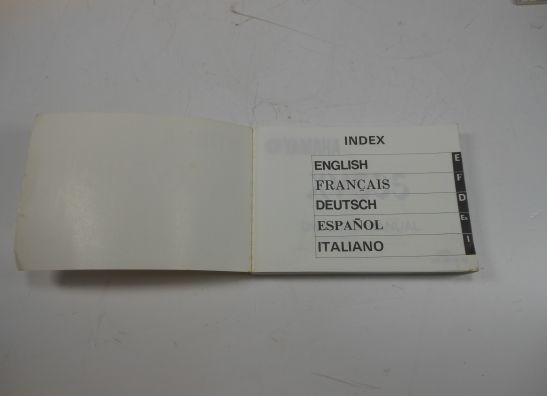 INDEX
ENGLISH E
FRANÇAIS F
DEUTSCH D
ESPAÑOL
ITALIANO I